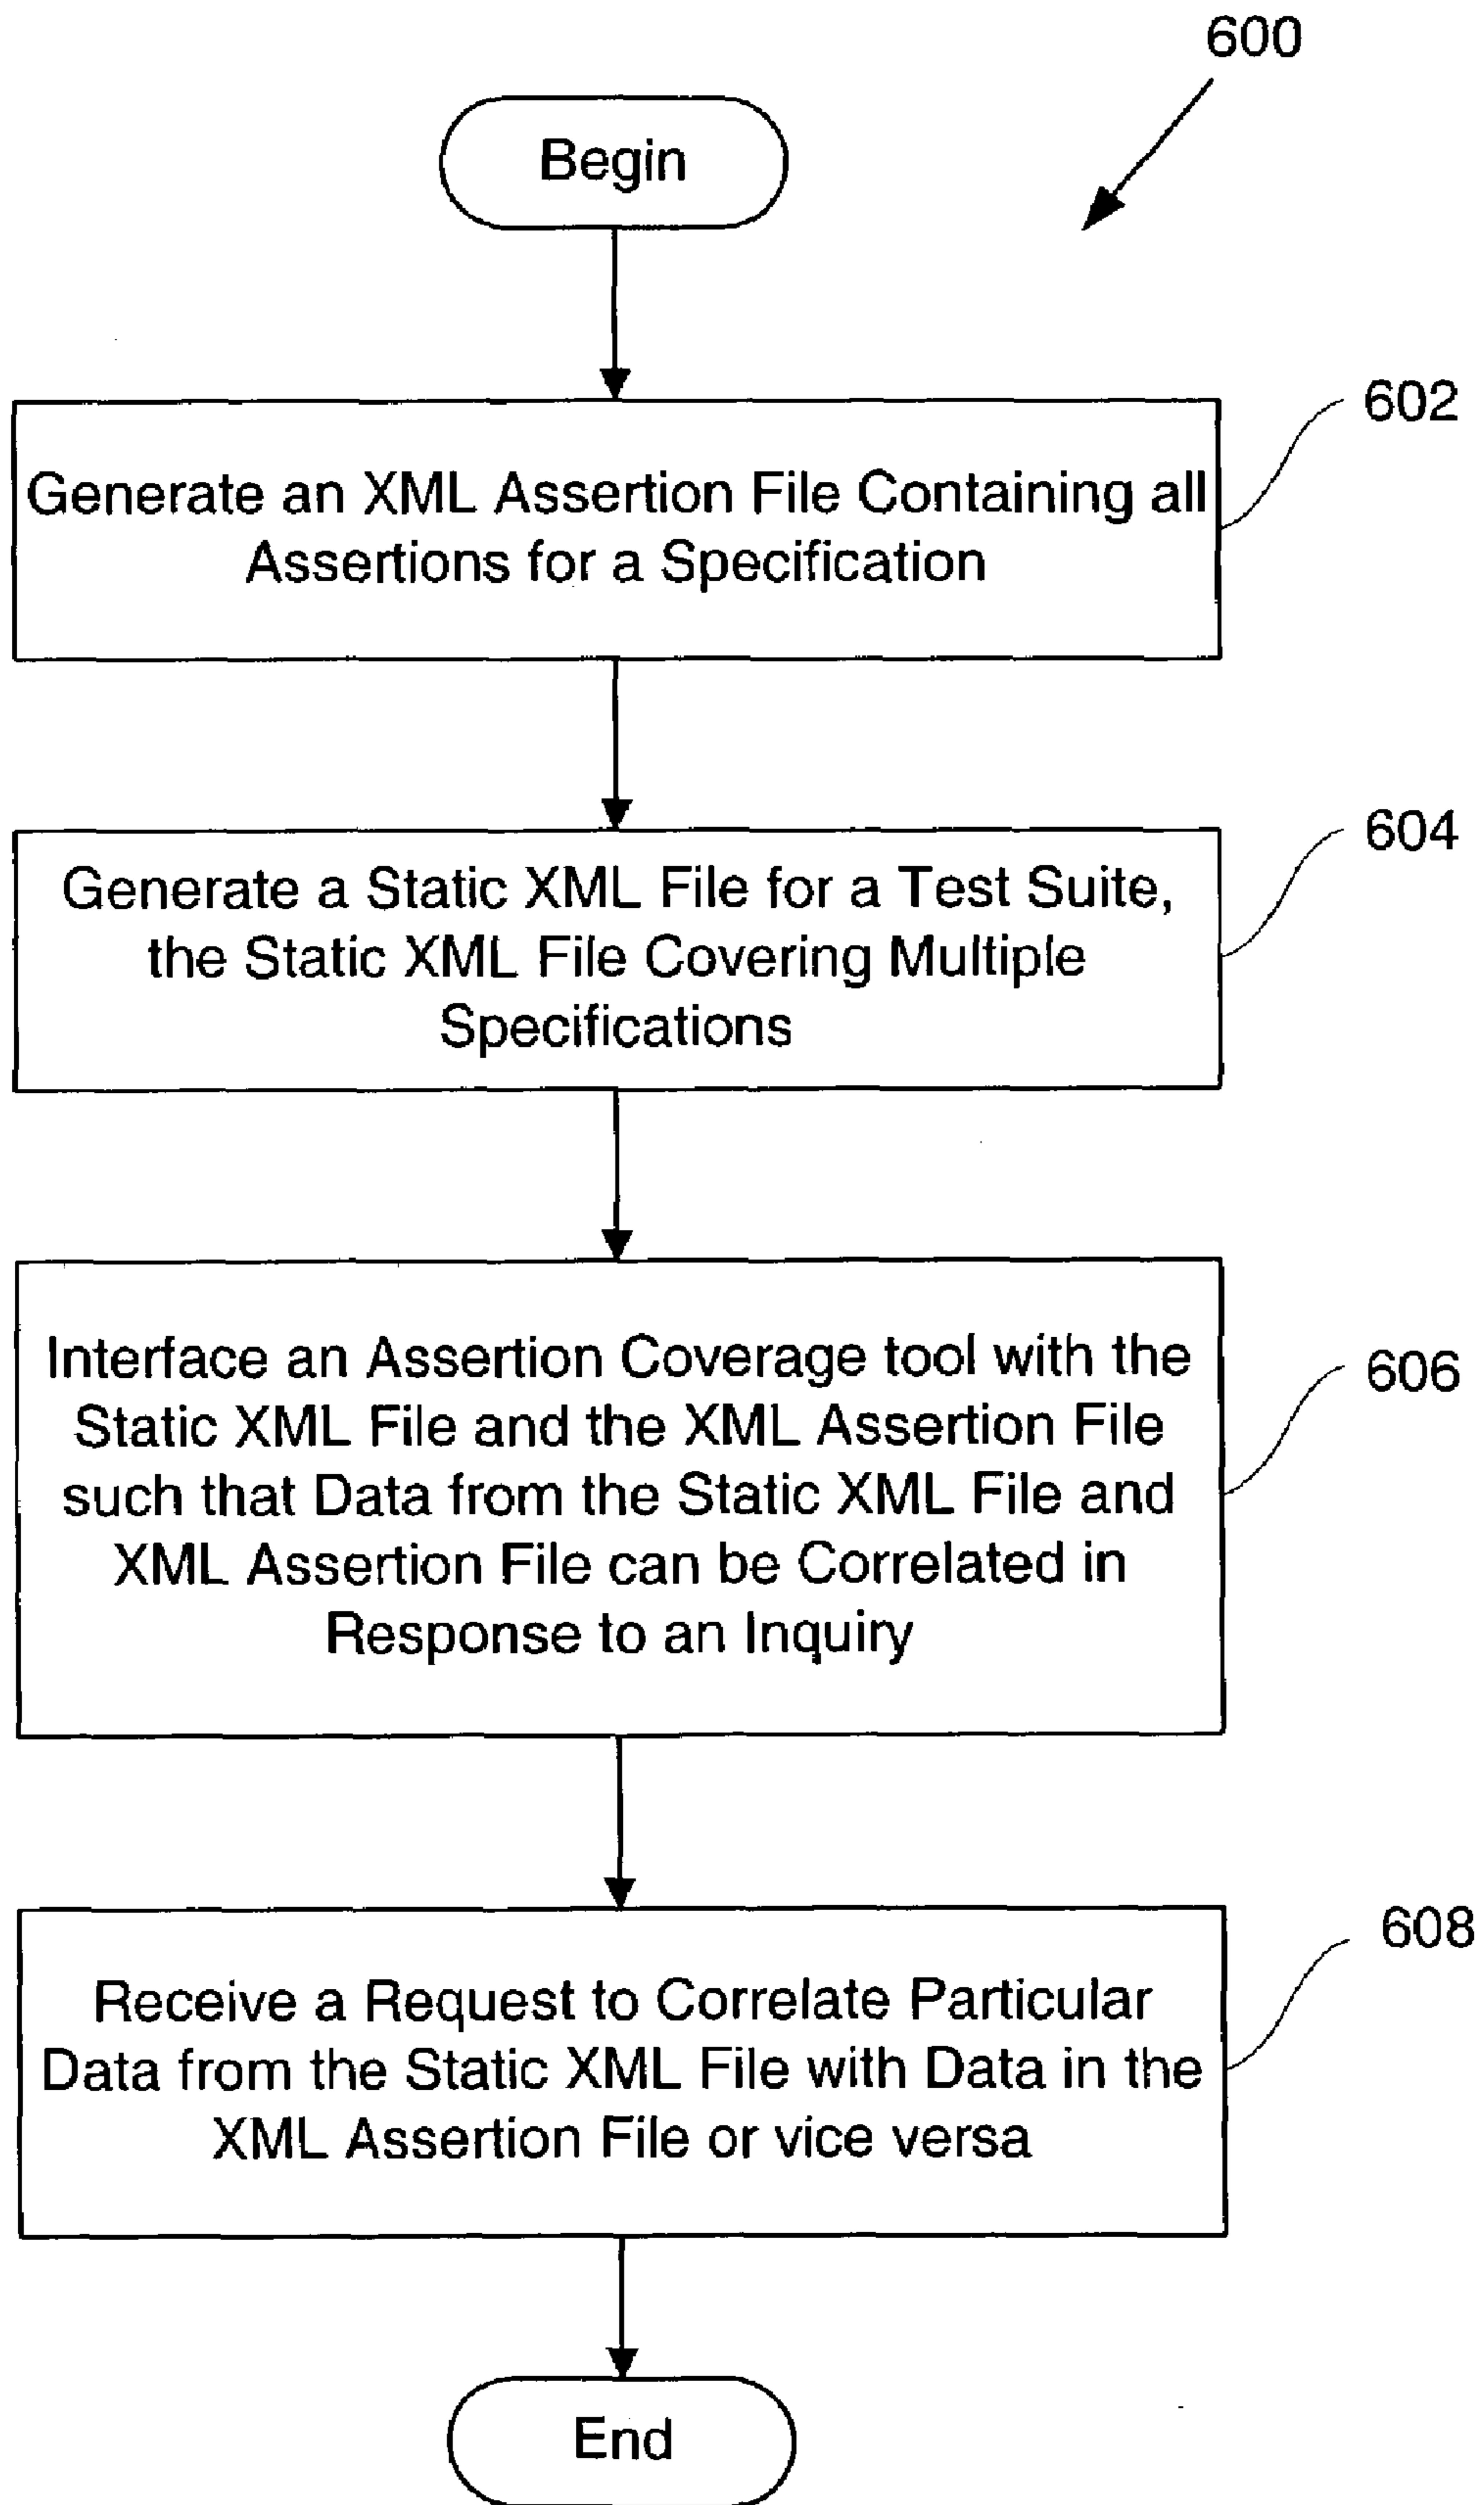 600
Begin
602
Generate an XML Assertion File Containing all
Assertions for a Specification
604
Generate a Static XML File for a Test Suite,
the Static XML File Covering Multiple
Specifications
606
Interface an Assertion Coverage tool with the
Static XML File and the XML Assertion File
such that Data from the Static XML File and
XML Assertion File can be Correlated in
Response to an Inquiry
608
Receive a Request to Correlate Particular
Data from the Static XML File with Data in the
XML Assertion File or vice versa
End